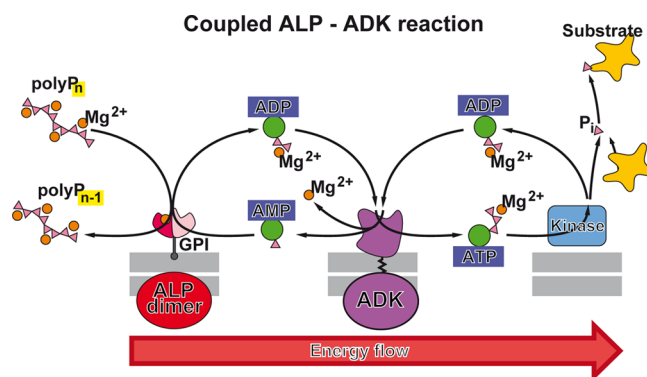 Coupled ALP - ADK reaction
Substrate
polyPn
Mg2+
ADP
ADP
Mg2+
Mg2+
Pi
polyPn-1
Mg2+
Mg2+
AMP
GPI
ATP
Kinase
ALP
dimer
ADK
Energy flow